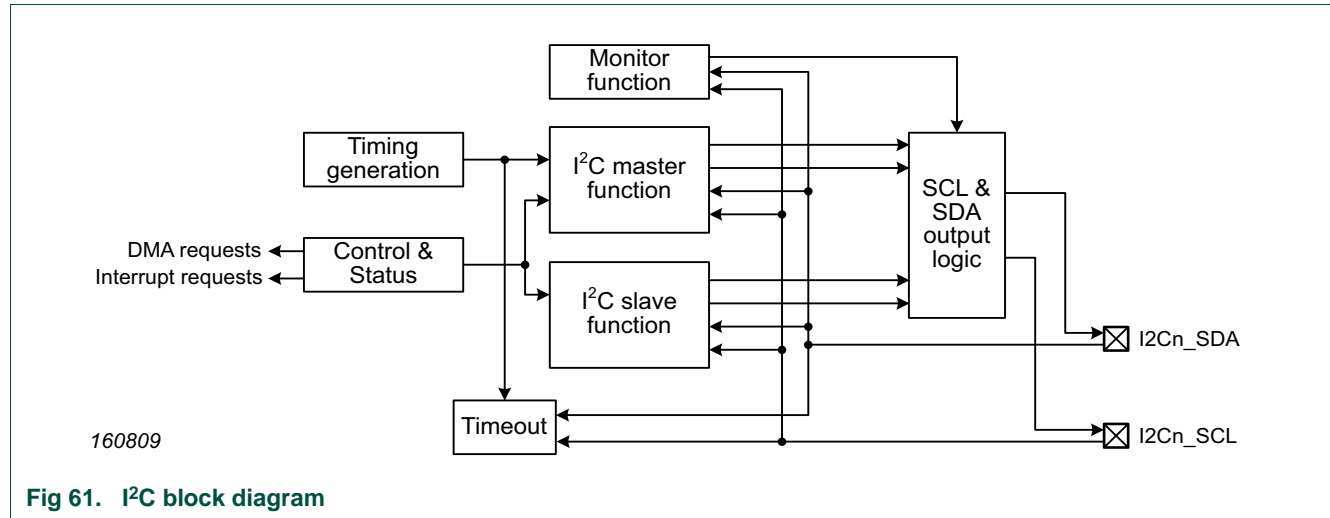 Monitor
function
Timing
generation
I²C master
function
SCL &
SDA
output
logic
DMA requests
Interrupt requests
Control &
Status
I²C slave
function
I2Cn_SDA
Timeout
I2Cn_SCL
160809
Fig 61. I²C block diagram